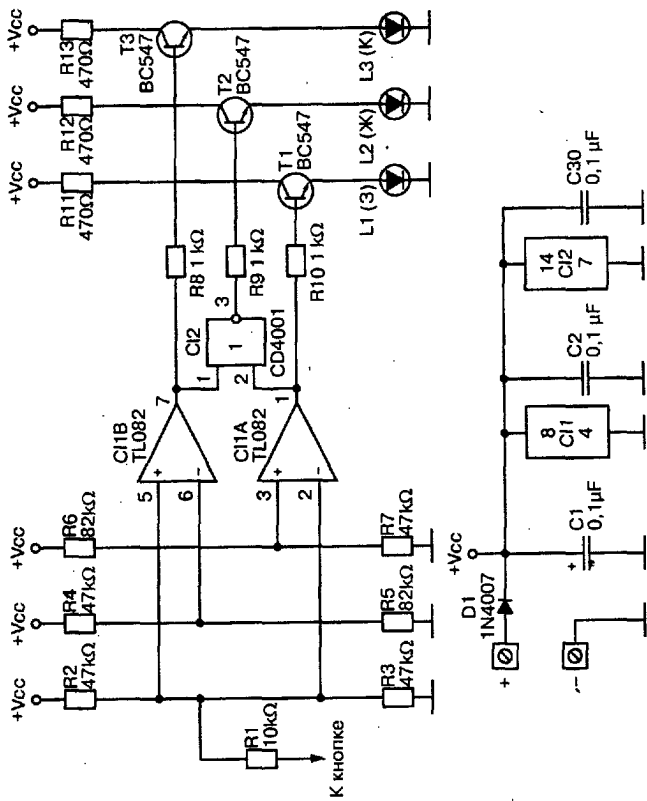 +Vcc
R2
47kΩ
+Vcc
R4
47kΩ
+Vcc
R6
82kΩ
R1
10kΩ
К кнопке
R3
47kΩ
R5
82kΩ
R7
47kΩ
5
+
6
-
7
CI1B
TL082
3
+
2
-
1
CI1A
TL082
CI2
1
2
1
3
CD4001
R8 1 kΩ
R9 1 kΩ
R10 1 kΩ
+Vcc
R11
470Ω
+Vcc
R12
470Ω
+Vcc
R13
470Ω
T3
BC547
T2
BC547
T1
BC547
L1 (З)
L2 (Ж)
L3 (К)
+
-
D1
1N4007
+Vcc
+
+
C1
0,1μF
8
CI1
4
C2
0,1 μF
14
CI2
7
C30
0,1 μF